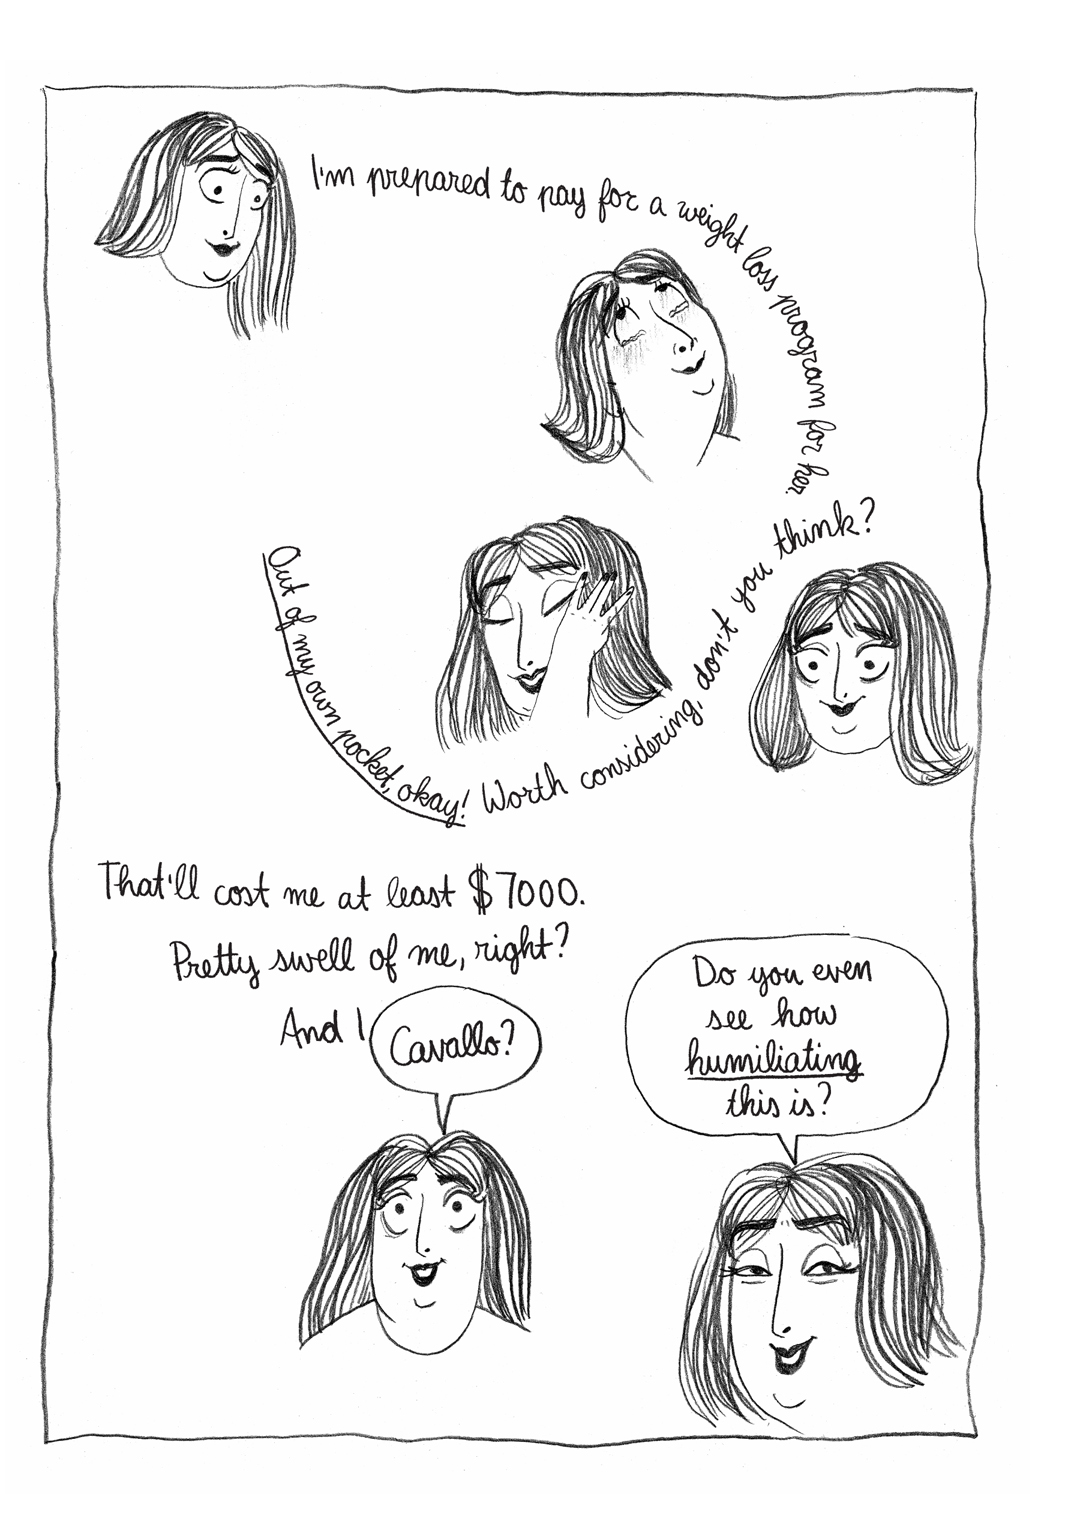 I'm prepared to pay for a weight loss program for her.
Out of my own pocket, okay! Worth considering, don't you think?
That'll cost me at least $7000.
Pretty swell of me, right?
And I
Cavallo?
Do you even
see how
humiliating
this is?